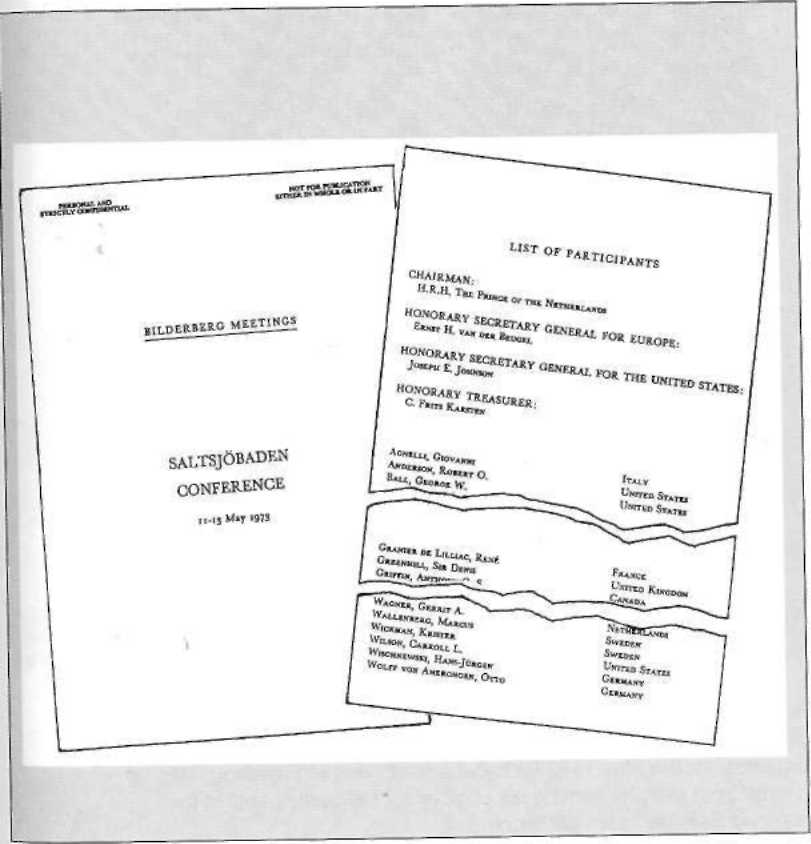 PERSONAL AND
STRICTLY CONFIDENTIAL
NOT FOR PUBLICATION
EITHER IN WHOLE OR IN PART
BILDERBERG MEETINGS
SALTSJÖBADEN
CONFERENCE
11-13 May 1973
LIST OF PARTICIPANTS
CHAIRMAN:
H.R.H. The Prince of the Netherlands
HONORARY SECRETARY GENERAL FOR EUROPE:
Ernst H. van der Beugel
HONORARY SECRETARY GENERAL FOR THE UNITED STATES:
Joseph E. Johnson
HONORARY TREASURER:
C. Frits Karsten
Agnelli, Giovanni Italy
Anderson, Robert O. United States
Ball, George W. United States
Granier de Lilliac, René France
Greenhill, Sir Denis United Kingdom
Griffin, Canada
Wagner, Gerrit A. Netherlands
Wallenberg, Marcus Sweden
Wickman, Krister Sweden
Wilson, Carroll L. United States
Wischnewski, Hans-Jürgen Germany
Wolff von Amerongen, Otto Germany